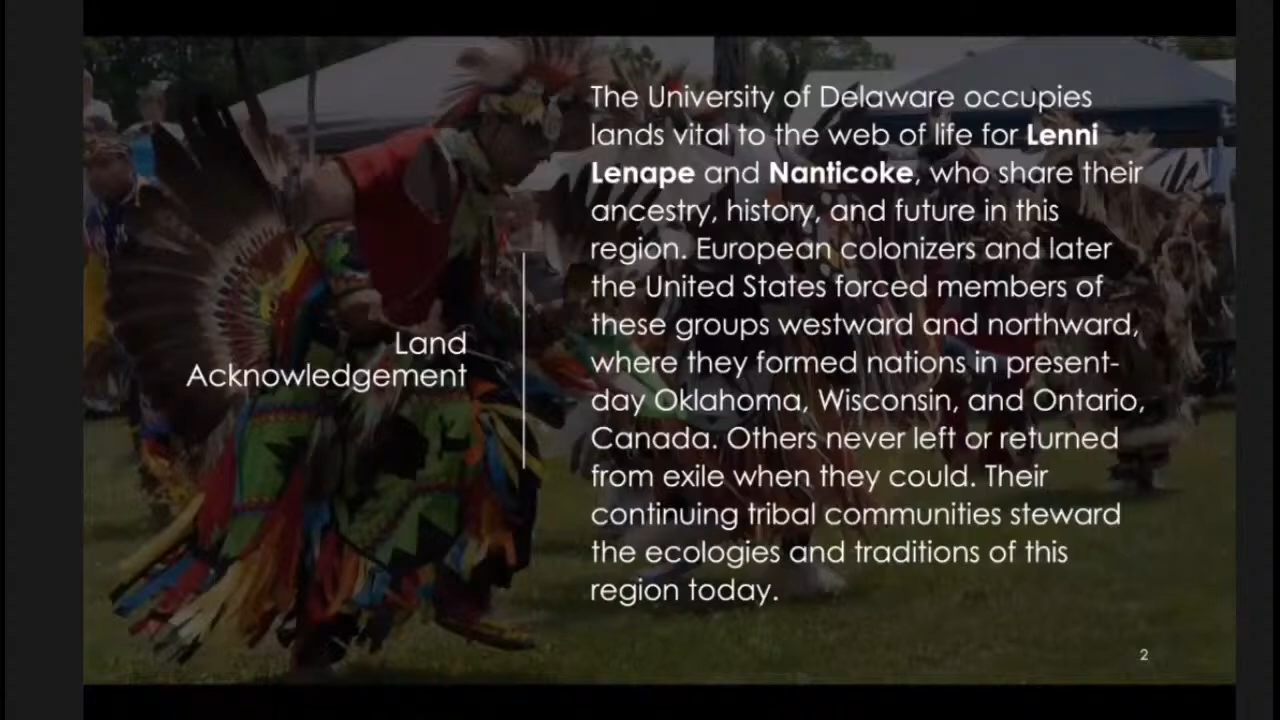 Land
Acknowledgement
The University of Delaware occupies
lands vital to the web of life for Lenni
Lenape and Nanticoke, who share their
ancestry, history, and future in this
region. European colonizers and later
the United States forced members of
these groups westward and northward,
where they formed nations in present-
day Oklahoma, Wisconsin, and Ontario,
Canada. Others never left or returned
from exile when they could. Their
continuing tribal communities steward
the ecologies and traditions of this
region today.
2